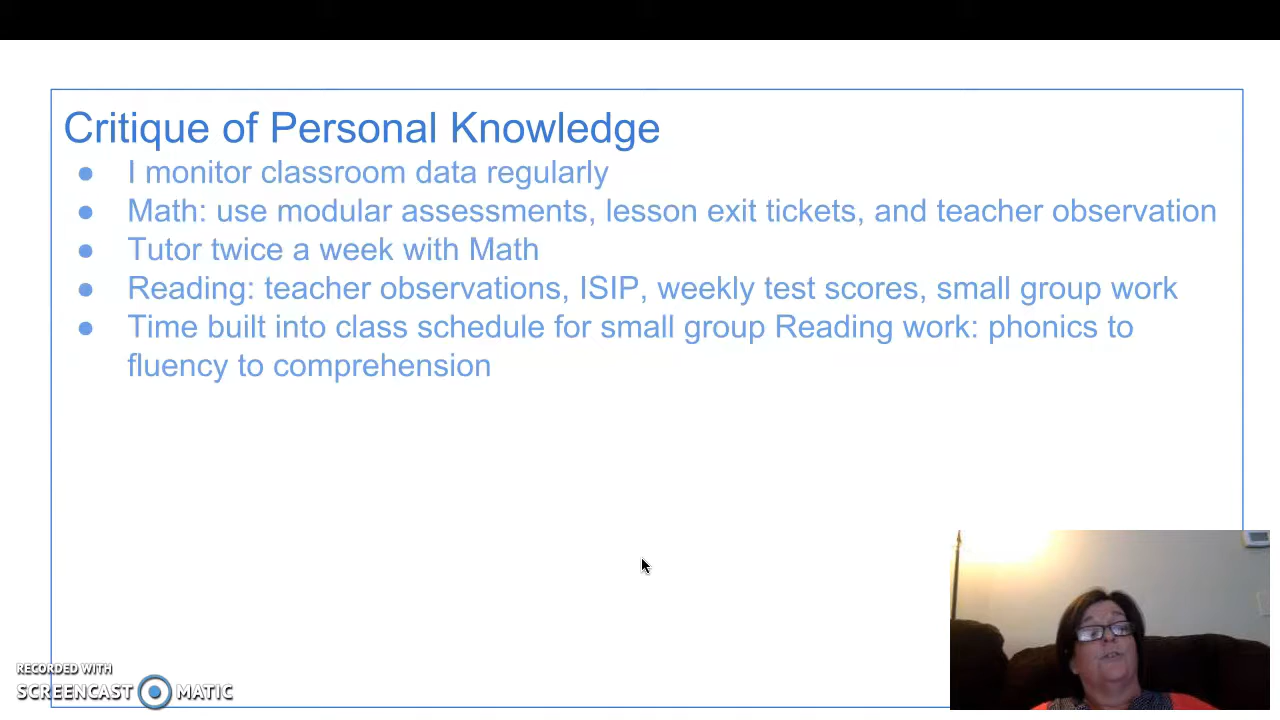 Critique of Personal Knowledge
● I monitor classroom data regularly
● Math: use modular assessments, lesson exit tickets, and teacher observation
● Tutor twice a week with Math
● Reading: teacher observations, ISIP, weekly test scores, small group work
● Time built into class schedule for small group Reading work: phonics to
fluency to comprehension
RECORDED WITH
SCREENCAST MATIC